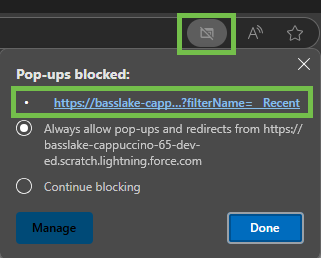 A
Pop-ups blocked:
• https://basslake-capp...?filterName=__Recent
Always allow pop-ups and redirects from https://
basslake-cappuccino-65-dev-
ed.scratch.lightning.force.com
Continue blocking
Manage
Done